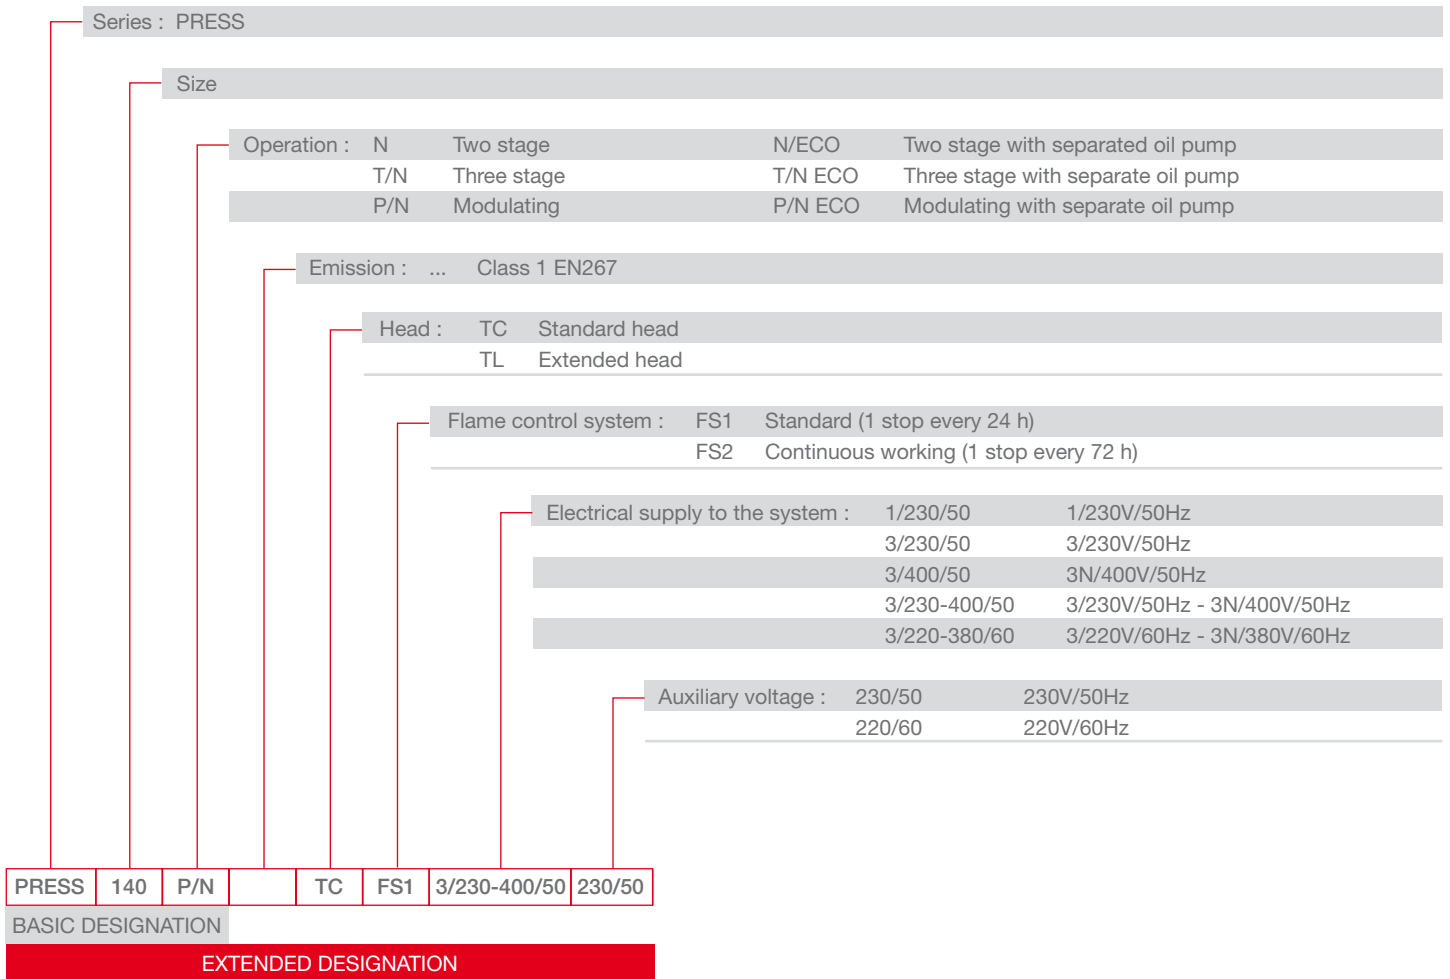 Series : PRESS
Size
Operation : N Two stage N/ECO Two stage with separated oil pump
T/N Three stage T/N ECO Three stage with separate oil pump
P/N Modulating P/N ECO Modulating with separate oil pump
Emission : ... Class 1 EN267
Head : TC Standard head
TL Extended head
Flame control system : FS1 Standard (1 stop every 24 h)
FS2 Continuous working (1 stop every 72 h)
Electrical supply to the system : 1/230/50 1/230V/50Hz
3/230/50 3/230V/50Hz
3/400/50 3N/400V/50Hz
3/230-400/50 3/230V/50Hz - 3N/400V/50Hz
3/220-380/60 3/220V/60Hz - 3N/380V/60Hz
Auxiliary voltage : 230/50 230V/50Hz
220/60 220V/60Hz
PRESS 140 P/N TC FS1 3/230-400/50 230/50
BASIC DESIGNATION
EXTENDED DESIGNATION